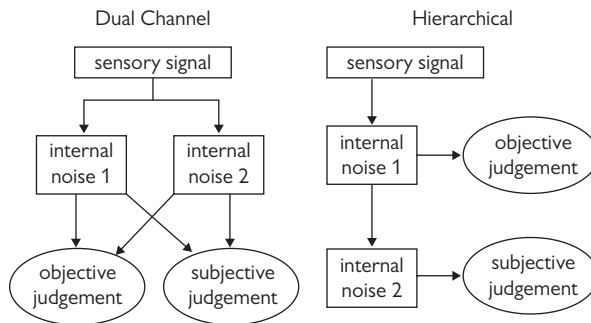 Dual Channel
sensory signal
internal
noise 1
internal
noise 2
objective
judgement
subjective
judgement
Hierarchical
sensory signal
internal
noise 1
objective
judgement
internal
noise 2
subjective
judgement